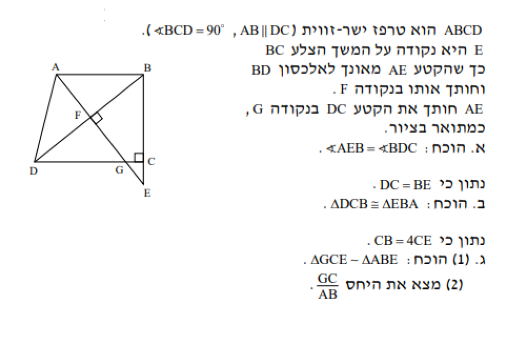 ABCD הוא טרפז ישר-זווית (AB || DC , ∢BCD = 90°).
E היא נקודה על המשך הצלע BC
כך שהקטע AE מאונך לאלכסון BD
וחותך אותו בנקודה F .
AE חותך את הקטע DC בנקודה G ,
כמתואר בציור.
א. הוכח : ∢AEB = ∢BDC .
נתון כי DC = BE .
ב. הוכח : ΔDCB ≅ ΔEBA .
נתון כי CB = 4CE .
ג. (1) הוכח : ΔGCE ~ ΔABE .
(2) מצא את היחס GC/AB .
A
B
F
D
G
C
E